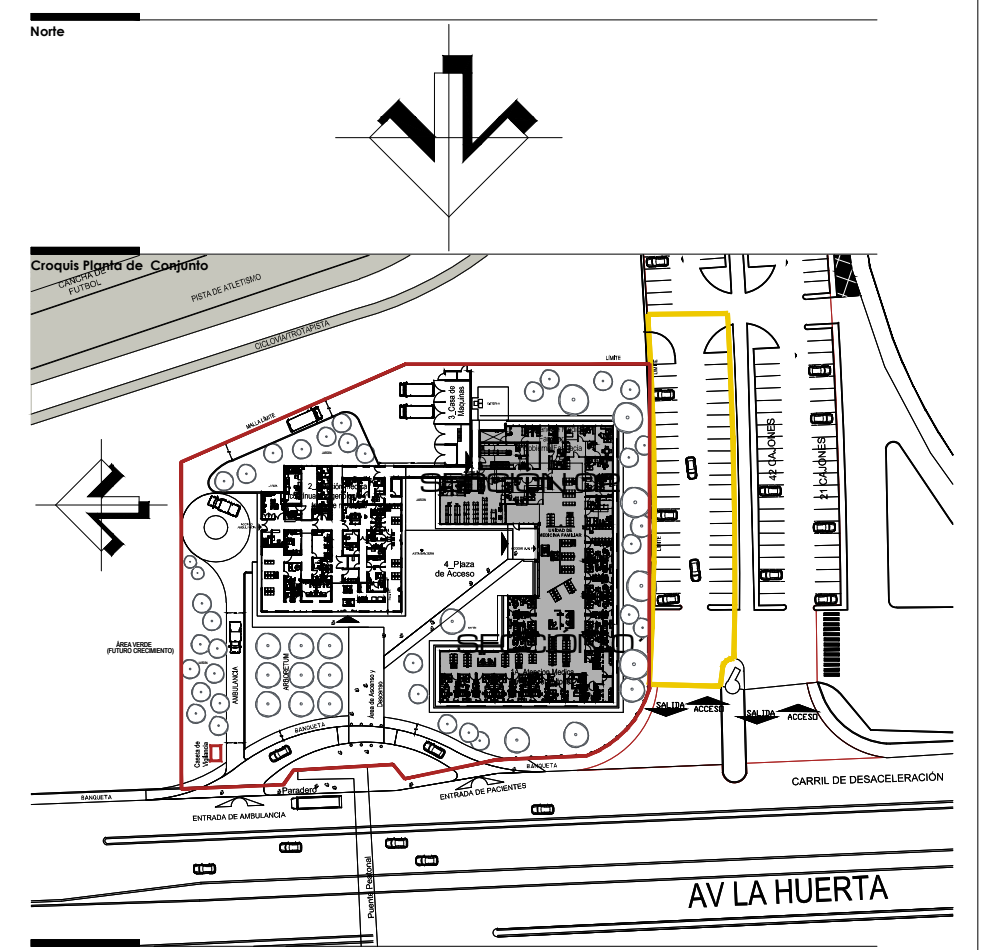 Norte
Croquis Planta de Conjunto
CANCHA DE
FUTBOL
PISTA DE ATLETISMO
CICLOVIA/TROTAPISTA
LIMITE
LIMITE
MALLA LÍMITE
3_Casa de
Maquinas
42 CAJONES
21 CAJONES
UNIDAD DE
MEDICINA FAMILIAR
4_Plaza
de Acceso
LIMITE
ÁREA VERDE
(FUTURO CRECIMIENTO)
AMBULANCIA
ARBORETUM
Área de Ascenso y
Descenso
SALIDA
ACCESO
SALIDA
ACCESO
BANQUETA
Caseta de
Vigilancia
BANQUETA
BANQUETA
Paradero
ENTRADA DE PACIENTES
ENTRADA DE AMBULANCIA
CARRIL DE DESACELERACIÓN
Puente Peatonal
AV LA HUERTA